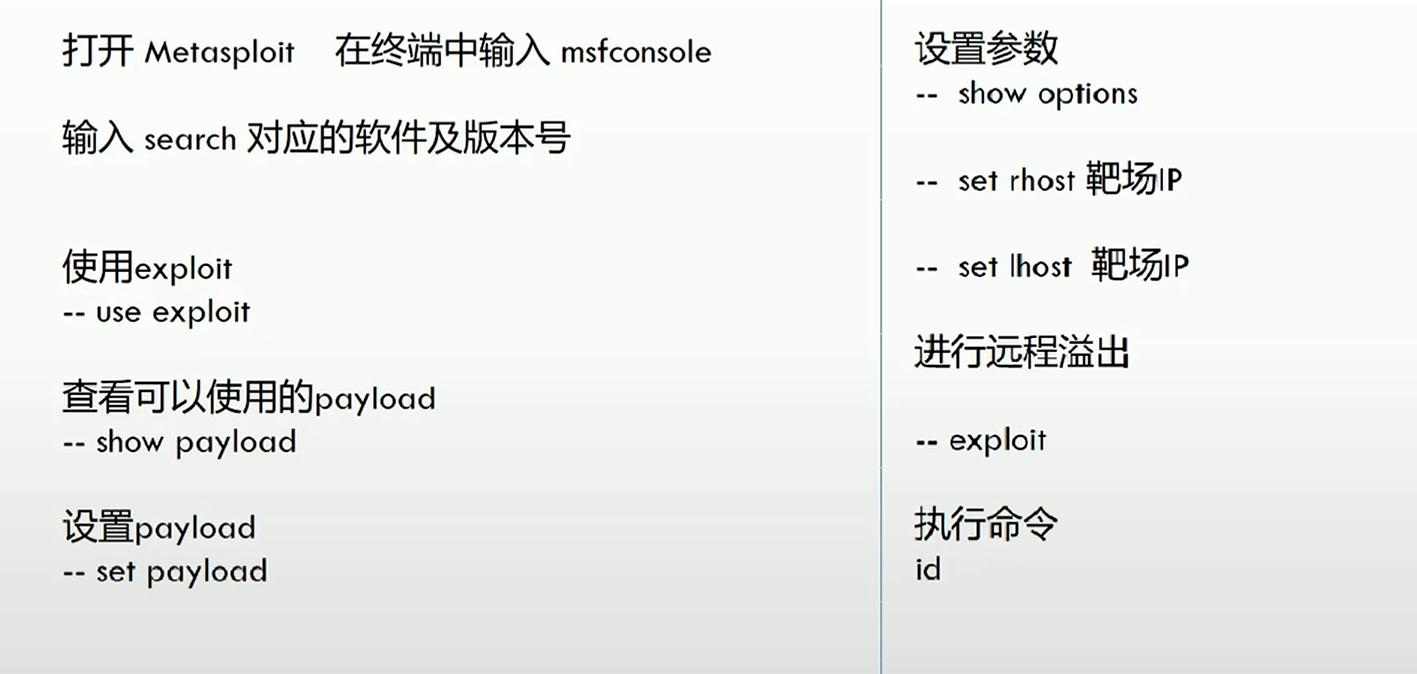 打开 Metasploit 在终端中输入 msfconsole
输入 search 对应的软件及版本号
使用exploit
-- use exploit
查看可以使用的payload
-- show payload
设置payload
-- set payload
设置参数
-- show options
-- set rhost 靶场IP
-- set lhost 靶场IP
进行远程溢出
-- exploit
执行命令
id